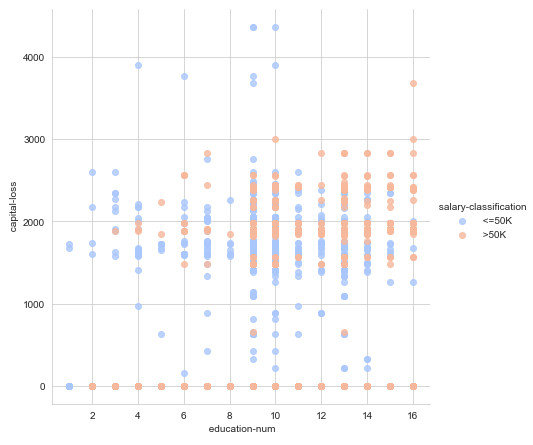 4000
3000
2000
1000
0
capital-loss
2 4 6 8 10 12 14 16
education-num
salary-classification
<=50K
>50K